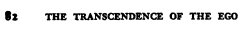 82 THE TRANSCENDENCE OF THE EGO